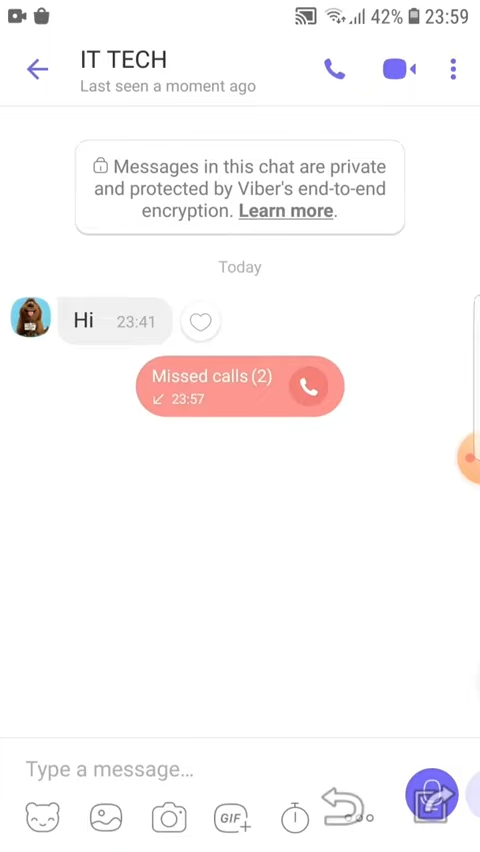 42% 23:59
IT TECH
Last seen a moment ago
Messages in this chat are private
and protected by Viber's end-to-end
encryption. Learn more.
Today
Hi 23:41
Missed calls (2)
23:57
Type a message...
GIF